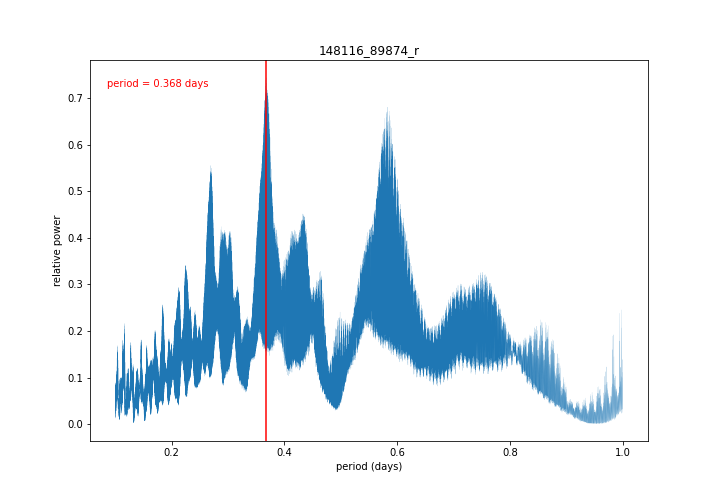 148116_89874_r
period = 0.368 days
relative power
0.7
0.6
0.5
0.4
0.3
0.2
0.1
0.0
0.2 0.4 0.6 0.8 1.0
period (days)